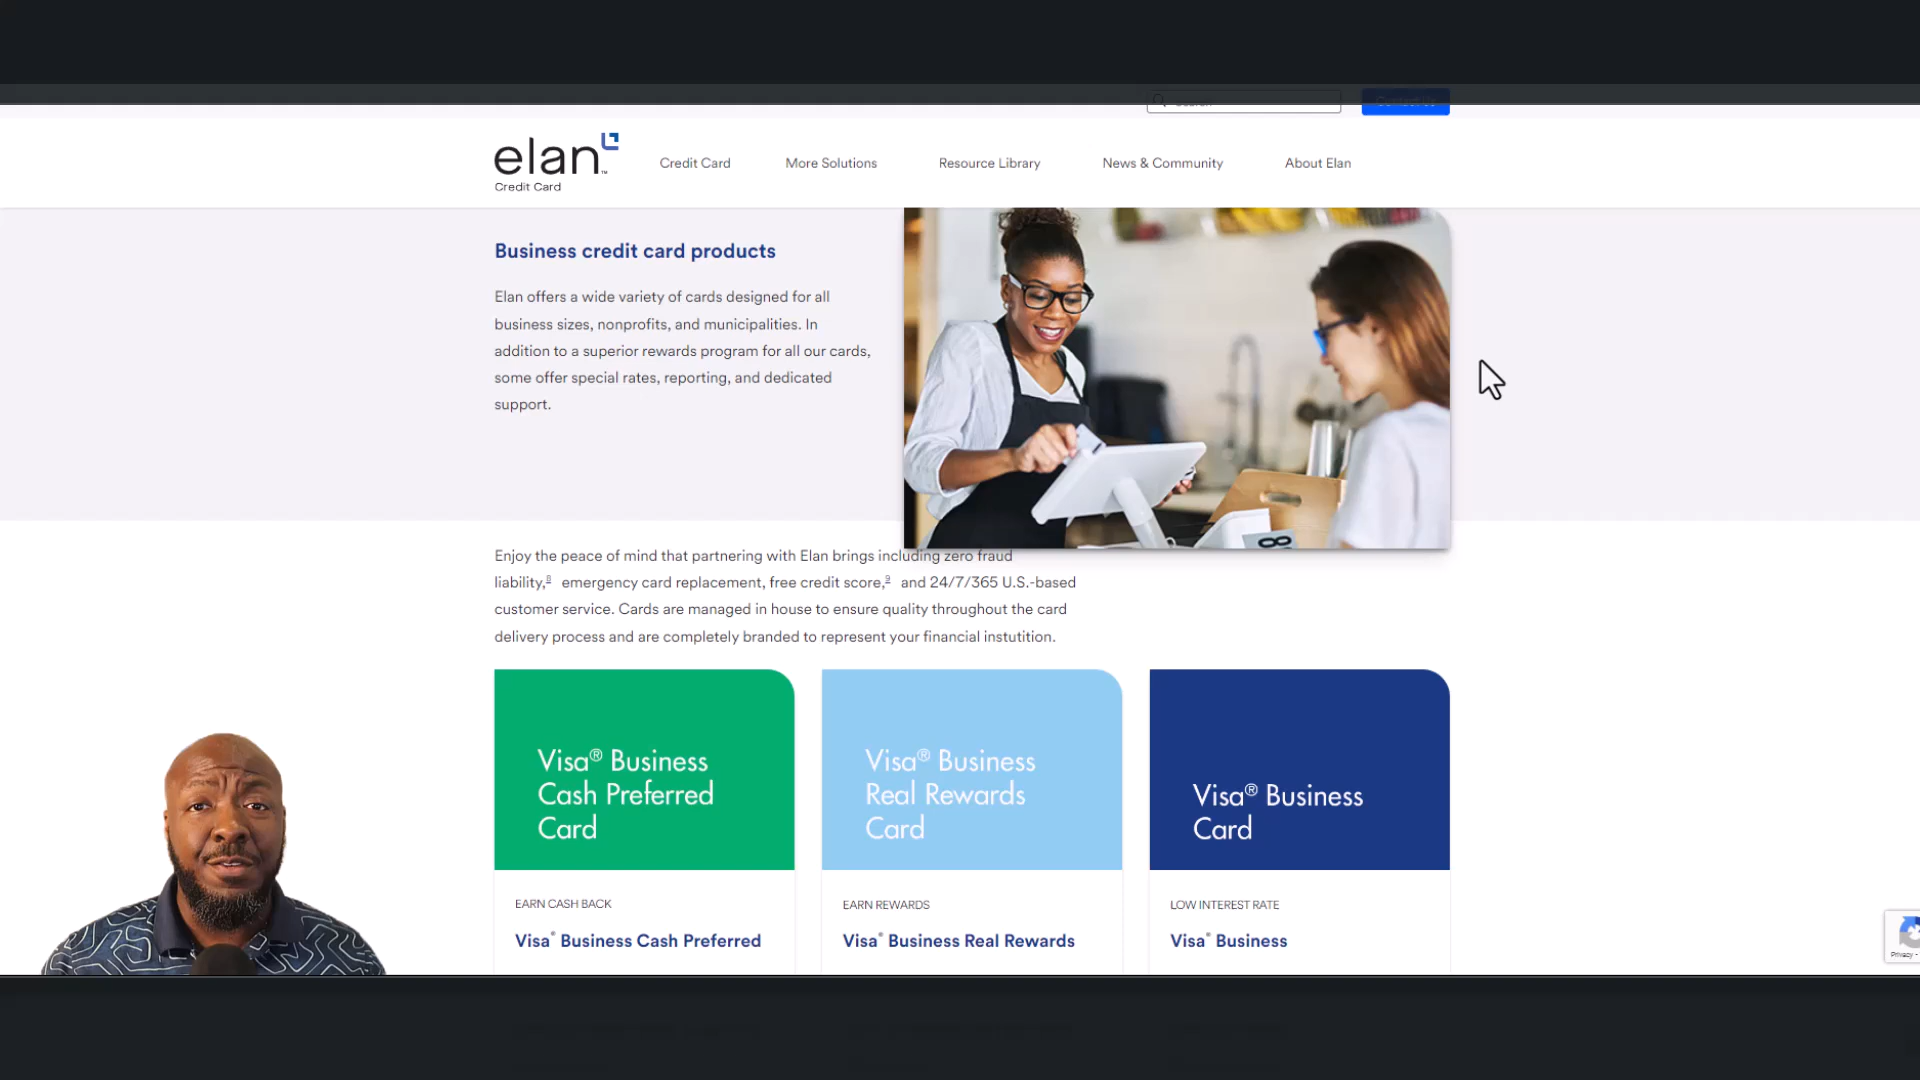 elan™
Credit Card
Credit Card
More Solutions
Resource Library
News & Community
About Elan
Business credit card products
Elan offers a wide variety of cards designed for all
business sizes, nonprofits, and municipalities. In
addition to a superior rewards program for all our cards,
some offer special rates, reporting, and dedicated
support.
8
Enjoy the peace of mind that partnering with Elan brings including zero fraud
liability,8 emergency card replacement, free credit score,9 and 24/7/365 U.S.-based
customer service. Cards are managed in house to ensure quality throughout the card
delivery process and are completely branded to represent your financial instutition.
Visa® Business
Cash Preferred
Card
Visa® Business
Real Rewards
Card
Visa® Business
Card
EARN CASH BACK
Visa® Business Cash Preferred
EARN REWARDS
Visa® Business Real Rewards
LOW INTEREST RATE
Visa® Business
Privacy -